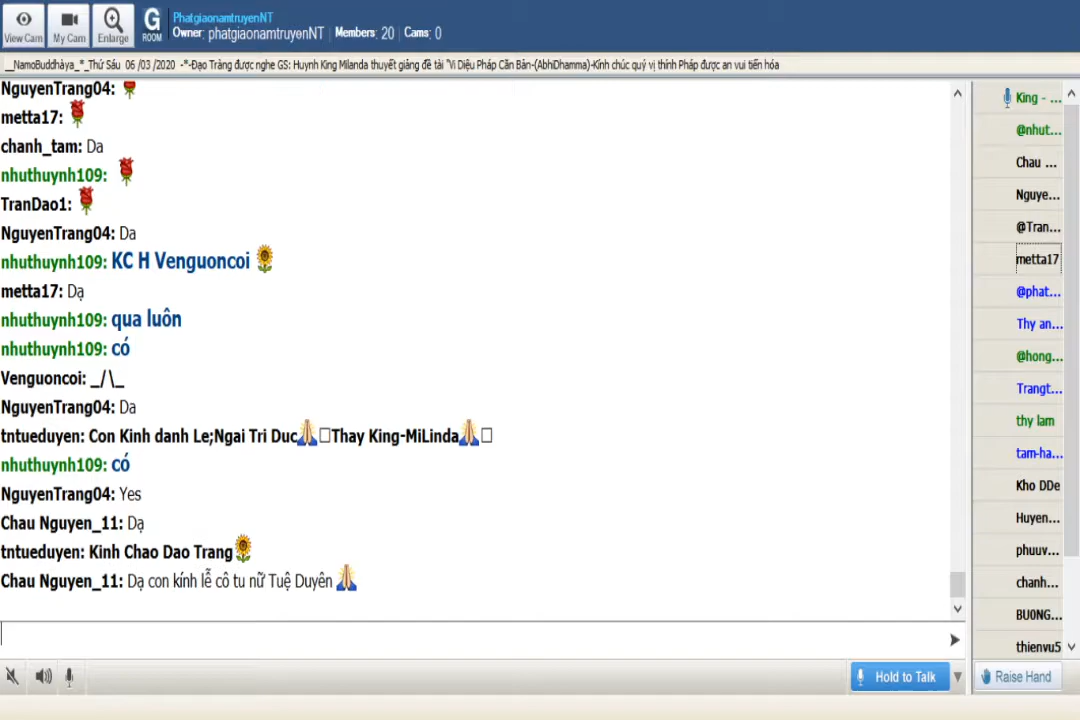 PhatgiaonamtruyenNT
Owner: phatgiaonamtruyenNT Members: 20 Cams: 0
View Cam My Cam Enlarge G ROOM
__NamoBuddhàya_*_Thứ Sáu 06 /03 /2020 -*-Đạo Tràng được nghe GS: Huynh King Milanda thuyết giảng đề tài "Vi Diệu Pháp Căn Bản-(AbhiDhamma)-Kính chúc quý vị thính Pháp được an vui tiến hóa
NguyenTrang04:
metta17:
chanh_tam: Da
nhuthuynh109:
TranDao1:
NguyenTrang04: Da
nhuthuynh109: KC H Venguoncoi
metta17: Dạ
nhuthuynh109: qua luôn
nhuthuynh109: có
Venguoncoi: _/\_
NguyenTrang04: Da
tntueduyen: Con Kinh danh Le;Ngai Tri Duc Thay King-MiLinda
nhuthuynh109: có
NguyenTrang04: Yes
Chau Nguyen_11: Dạ
tntueduyen: Kinh Chao Dao Trang
Chau Nguyen_11: Dạ con kính lễ cô tu nữ Tuệ Duyên
King - ...
@nhut...
Chau ...
Nguye...
@Tran...
metta17
@phat...
Thy an...
@hong...
Trangt...
thy lam
tam-ha...
Kho DDe
Huyen...
phuuv...
chanh...
BU0NG...
thienvu5
Hold to Talk
Raise Hand